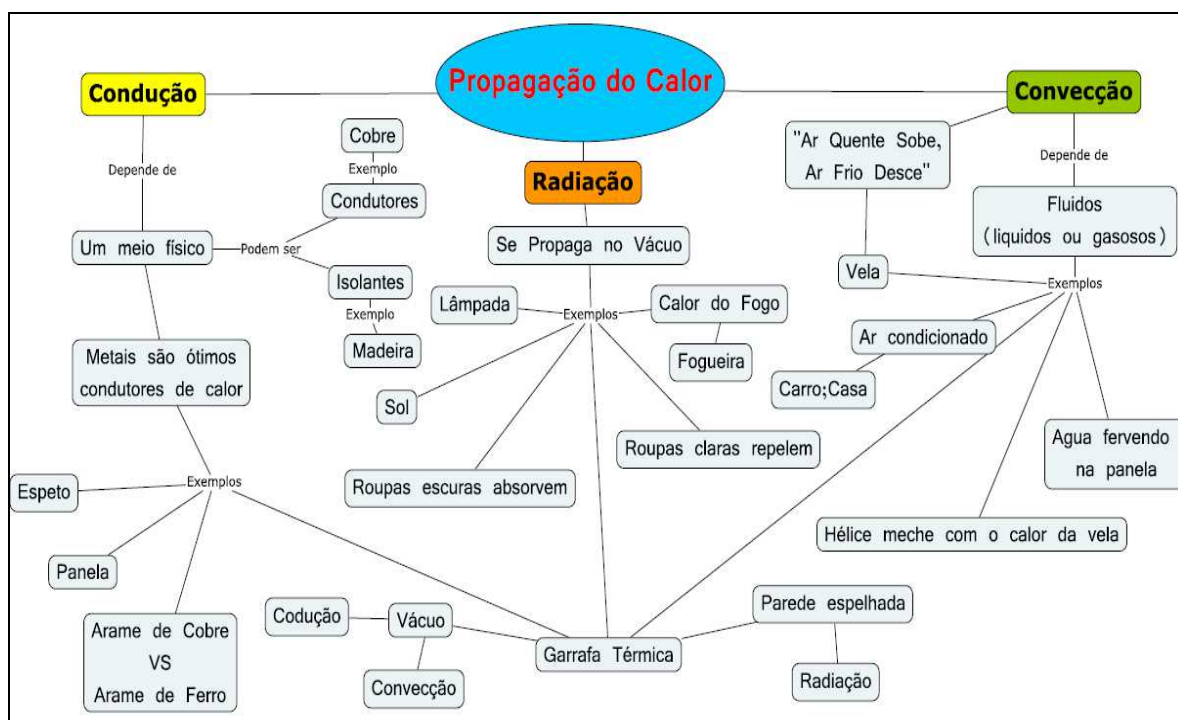 Propagação do Calor
Condução
Convecção
Radiação
Depende de
Um meio físico
Podem ser
Condutores
Exemplo
Cobre
Isolantes
Exemplo
Madeira
Metais são ótimos
condutores de calor
Exemplos
Espeto
Panela
Arame de Cobre
VS
Arame de Ferro
Se Propaga no Vácuo
Exemplos
Lâmpada
Calor do Fogo
Fogueira
Sol
Roupas escuras absorvem
Roupas claras repelem
"Ar Quente Sobe,
Ar Frio Desce"
Depende de
Fluidos
(liquidos ou gasosos)
Vela
Exemplos
Ar condicionado
Carro;Casa
Agua fervendo
na panela
Hélice meche com o calor da vela
Garrafa Térmica
Vácuo
Codução
Convecção
Parede espelhada
Radiação